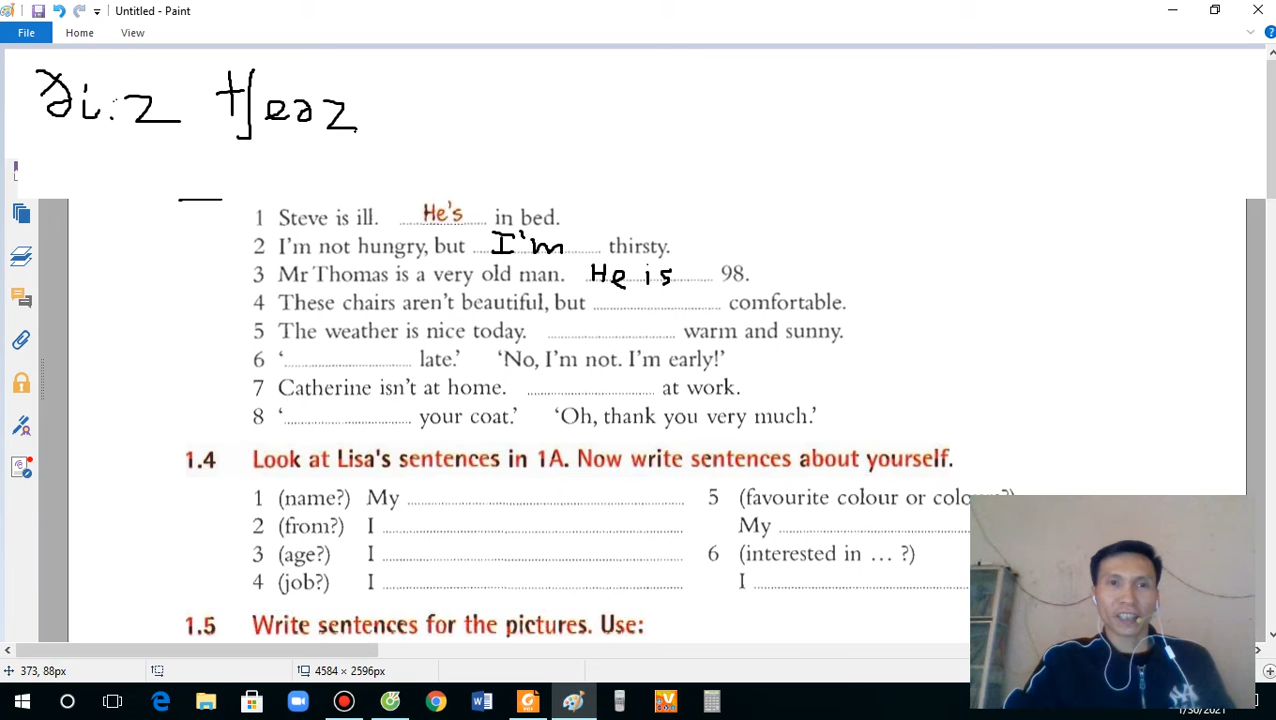 Untitled - Paint
File Home View
1 Steve is ill. He's in bed.
2 I'm not hungry, but I'm thirsty.
3 Mr Thomas is a very old man. He is 98.
4 These chairs aren't beautiful, but ............ comfortable.
5 The weather is nice today. ............ warm and sunny.
6 '............ late.' 'No, I'm not. I'm early!'
7 Catherine isn't at home. ............ at work.
8 '............ your coat.' 'Oh, thank you very much.'
1.4 Look at Lisa's sentences in 1A. Now write sentences about yourself.
1 (name?) My ............
2 (from?) I ............
3 (age?) I ............
4 (job?) I ............
5 (favourite colour or
My ............
6 (interested in … ?)
I ............
1.5 Write sentences for the pictures. Use:
373, 88px
4584 × 2596px
1/30/2021